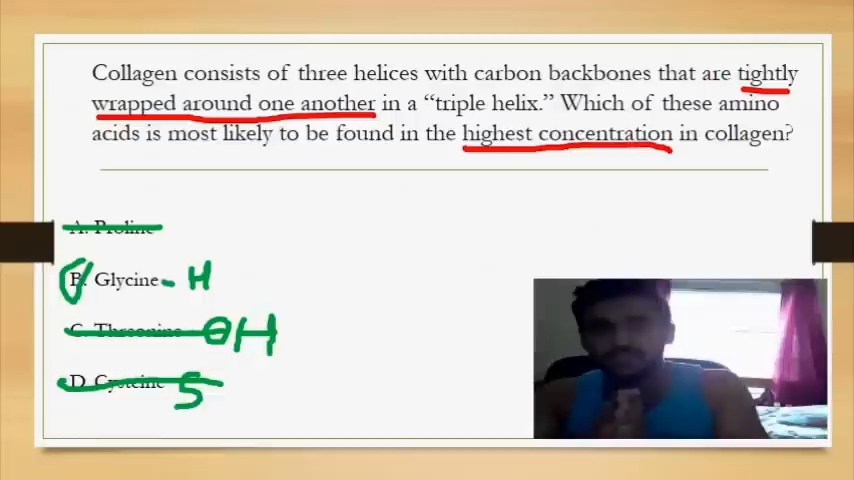 Collagen consists of three helices with carbon backbones that are tightly
wrapped around one another in a “triple helix.” Which of these amino
acids is most likely to be found in the highest concentration in collagen?
A. Proline
B. Glycine - H
C. Threonine OH
D. Cysteine S